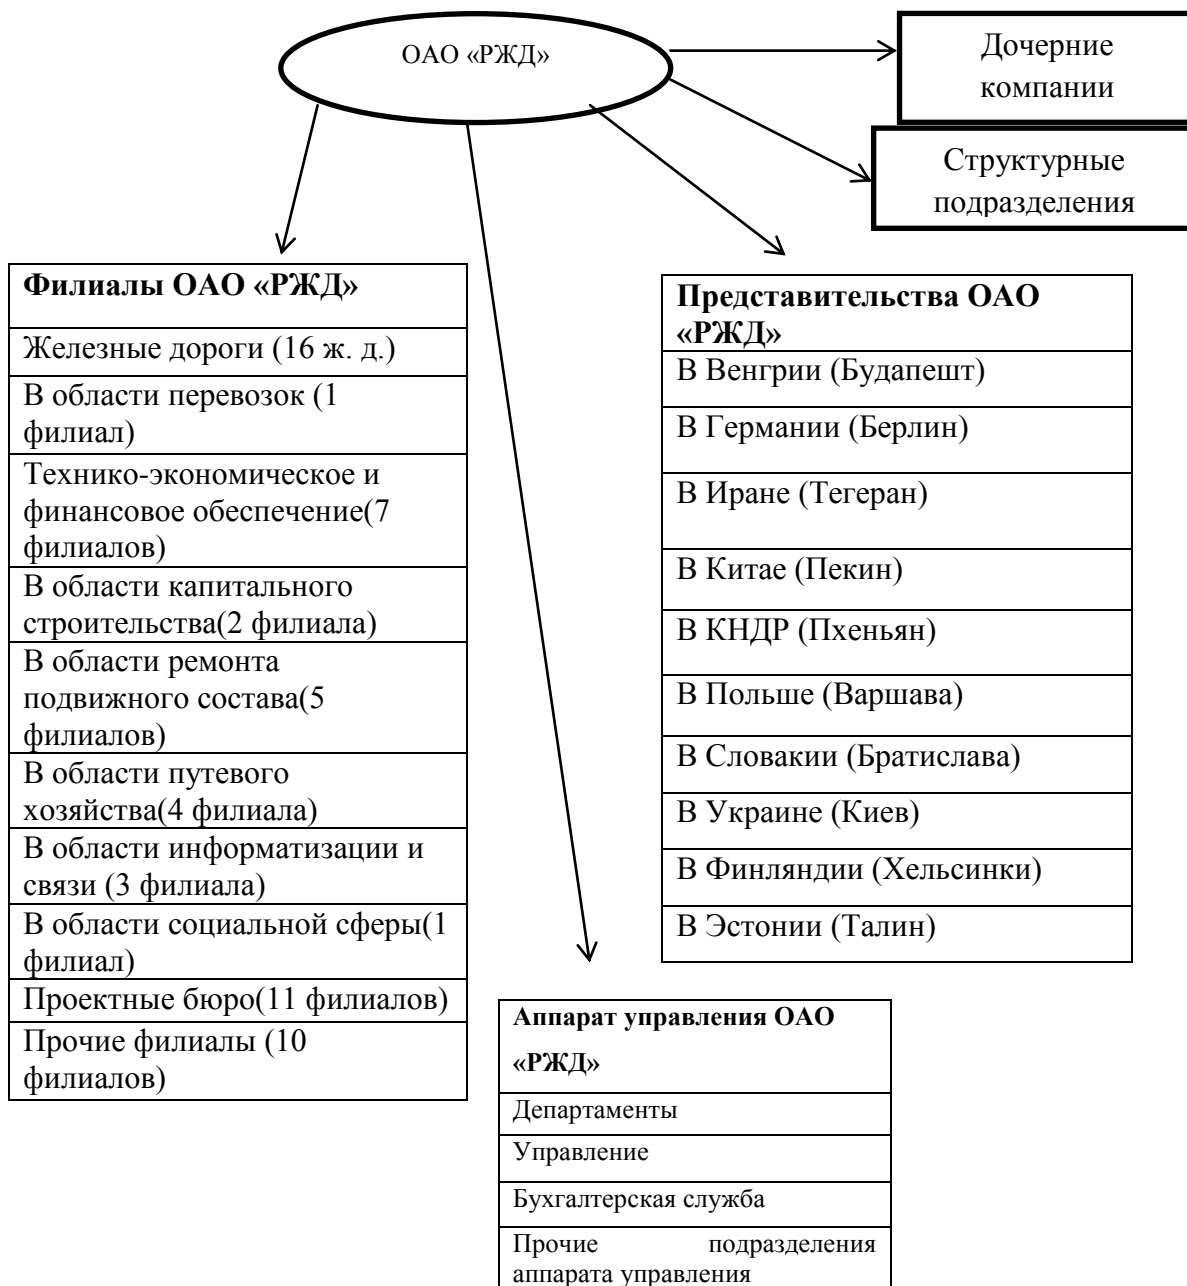 ОАО «РЖД»
Дочерние
компании
Структурные
подразделения
Филиалы ОАО «РЖД»
Железные дороги (16 ж. д.)
В области перевозок (1
филиал)
Технико-экономическое и
финансовое обеспечение(7
филиалов)
В области капитального
строительства(2 филиала)
В области ремонта
подвижного состава(5
филиалов)
В области путевого
хозяйства(4 филиала)
В области информатизации и
связи (3 филиала)
В области социальной сферы(1
филиал)
Проектные бюро(11 филиалов)
Прочие филиалы (10
филиалов)
Представительства ОАО
«РЖД»
В Венгрии (Будапешт)
В Германии (Берлин)
В Иране (Тегеран)
В Китае (Пекин)
В КНДР (Пхеньян)
В Польше (Варшава)
В Словакии (Братислава)
В Украине (Киев)
В Финляндии (Хельсинки)
В Эстонии (Талин)
Аппарат управления ОАО
«РЖД»
Департаменты
Управление
Бухгалтерская служба
Прочие подразделения
аппарата управления